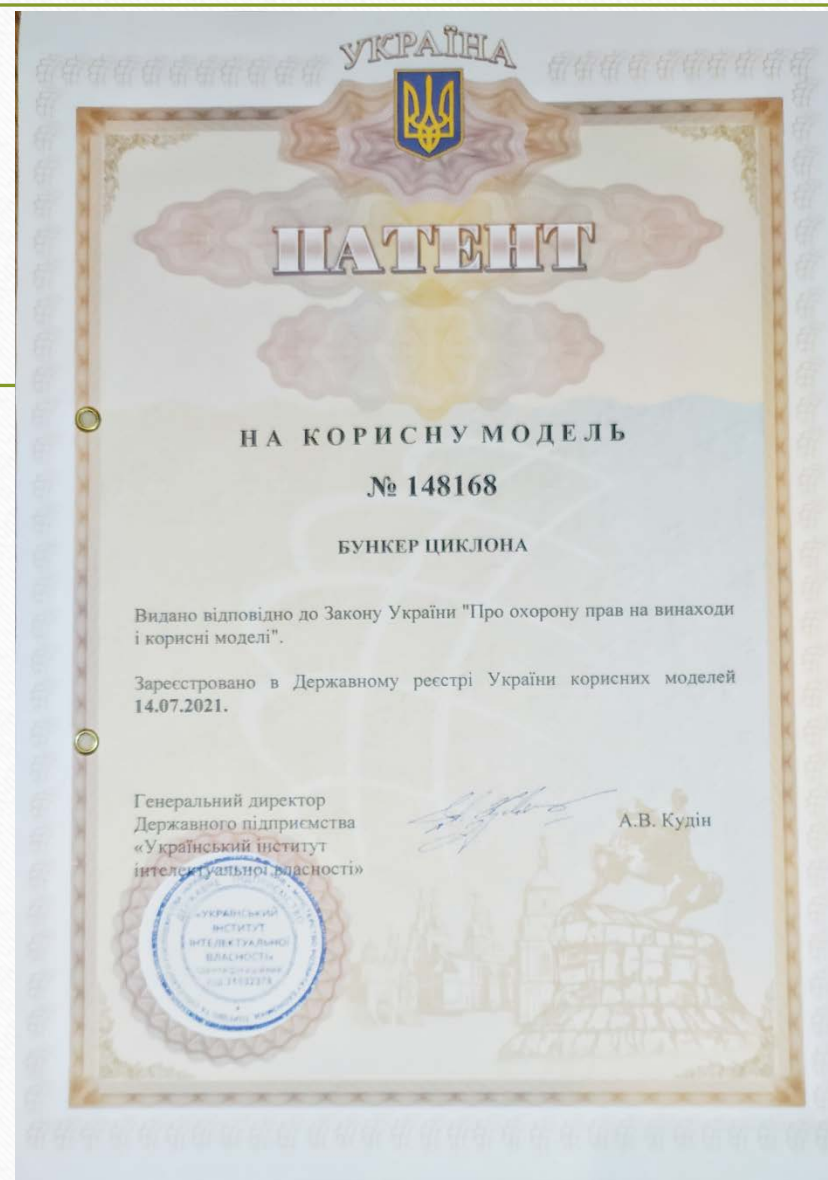 УКРАЇНА
ПАТЕНТ
НА КОРИСНУ МОДЕЛЬ
№ 148168
БУНКЕР ЦИКЛОНА
Видано відповідно до Закону України "Про охорону прав на винаходи
і корисні моделі".
Зареєстровано в Державному реєстрі України корисних моделей
14.07.2021.
Генеральний директор
Державного підприємства
«Український інститут
інтелектуальної власності»
А.В. Кудін
«УКРАЇНСЬКИЙ
ІНСТИТУТ
ІНТЕЛЕКТУАЛЬНОЇ
ВЛАСНОСТІ»